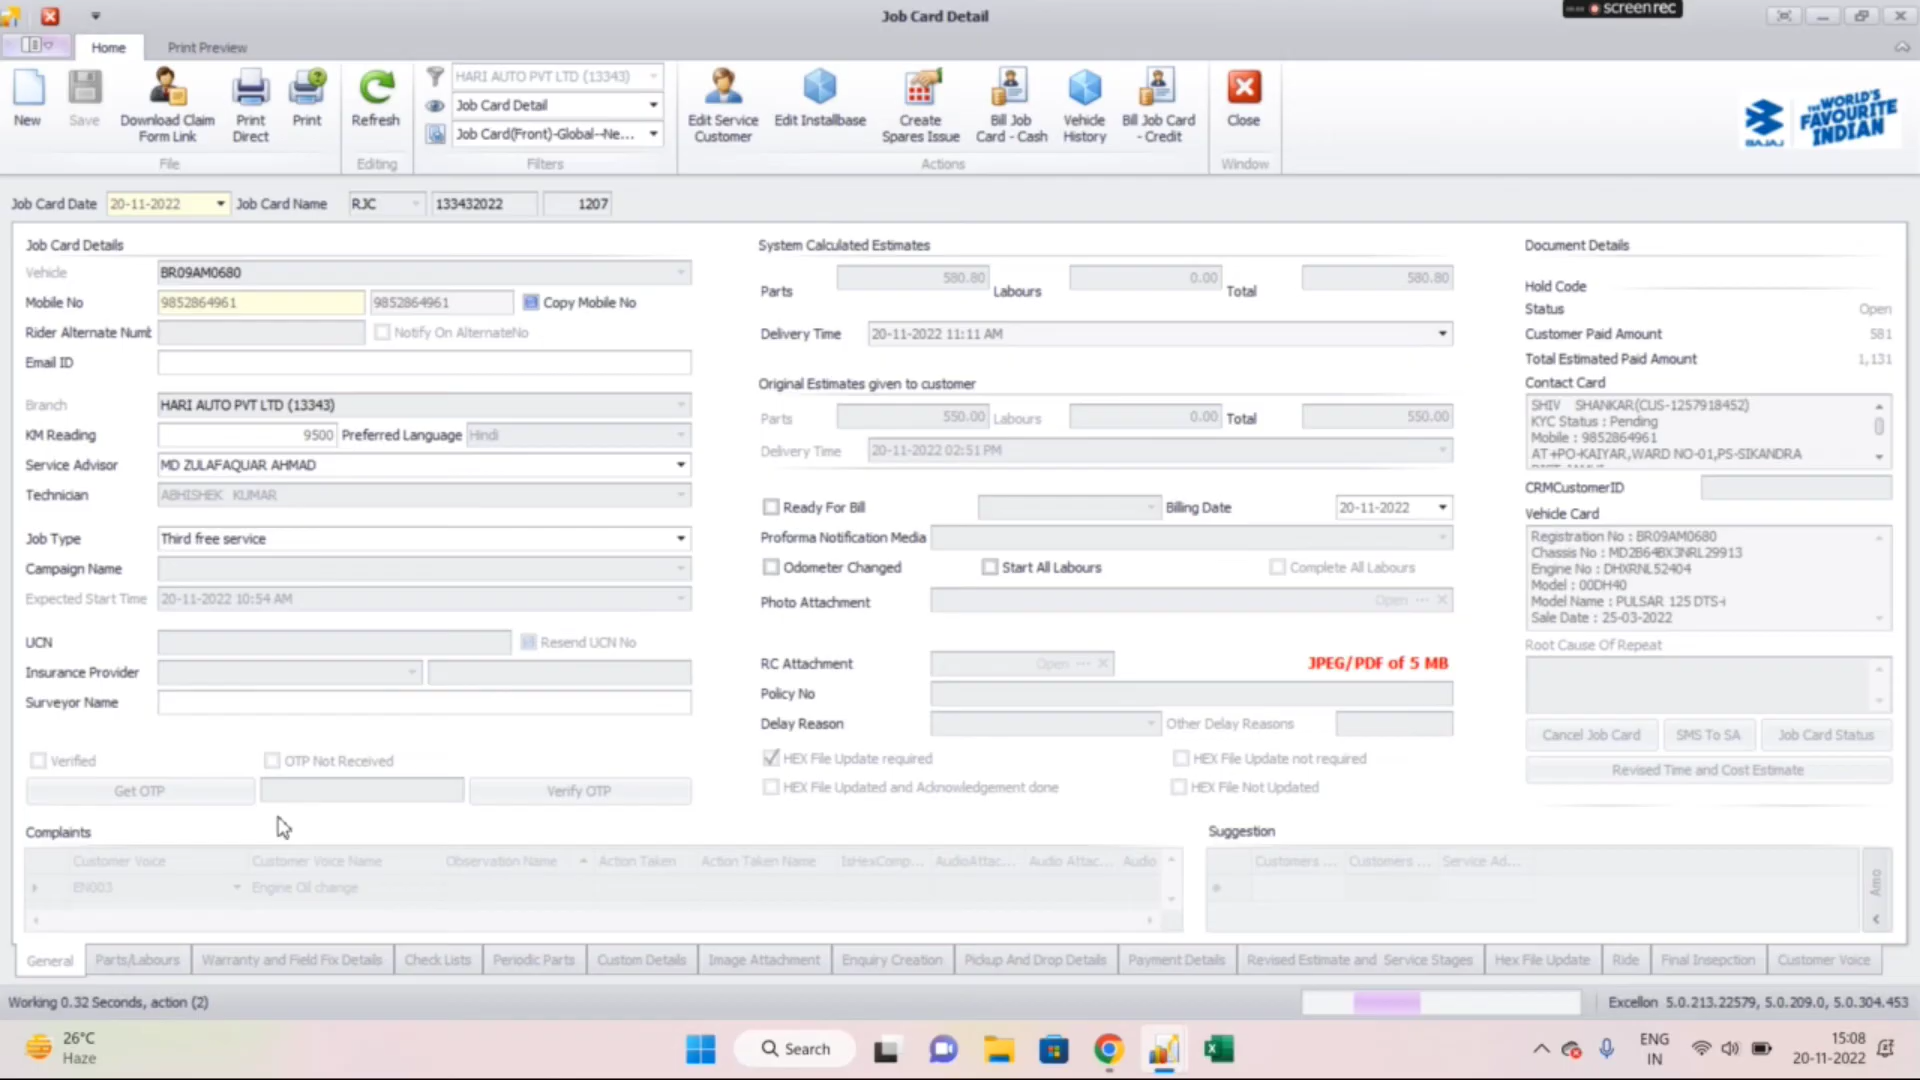 Job Card Detail
screenrec
Home
Print Preview
New
Save
Download Claim Form Link
Print Direct
Print
File
Refresh
Editing
HARI AUTO PVT LTD (13343)
Job Card Detail
Job Card(Front)-Global--Ne...
Filters
Edit Service Customer
Edit Installbase
Create Spares Issue
Bill Job Card - Cash
Vehicle History
Bill Job Card - Credit
Actions
Close
Window
BAJAJ
THE WORLD'S FAVOURITE INDIAN
Job Card Date 20-11-2022 Job Card Name RJC 133432022 1207
Job Card Details
Vehicle BR09AM0680
Mobile No 9852864961 9852864961 Copy Mobile No
Rider Alternate Numb Notify On AlternateNo
Email ID
Branch HARI AUTO PVT LTD (13343)
KM Reading 9500 Preferred Language Hindi
Service Advisor MD ZULAFAQUAR AHMAD
Technician ABHISHEK KUMAR
Job Type Third free service
Campaign Name
Expected Start Time 20-11-2022 10:54 AM
UCN Resend UCN No
Insurance Provider
Surveyor Name
Verified OTP Not Received
Get OTP Verify OTP
System Calculated Estimates
Parts 580.80 Labours 0.00 Total 580.80
Delivery Time 20-11-2022 11:11 AM
Original Estimates given to customer
Parts 550.00 Labours 0.00 Total 550.00
Delivery Time 20-11-2022 02:51 PM
Ready For Bill Billing Date 20-11-2022
Proforma Notification Media
Odometer Changed Start All Labours Complete All Labours
Photo Attachment Open ...
RC Attachment Open ... JPEG/PDF of 5 MB
Policy No
Delay Reason Other Delay Reasons
HEX File Update required HEX File Update not required
HEX File Updated and Acknowledgement done HEX File Not Updated
Document Details
Hold Code
Status Open
Customer Paid Amount 581
Total Estimated Paid Amount 1,131
Contact Card
SHIV SHANKAR(CUS-1257918452)
KYC Status : Pending
Mobile : 9852864961
AT+PO-KAIYAR,WARD NO-01,PS-SIKANDRA
CRMCustomerID
Vehicle Card
Registration No : BR09AM0680
Chassis No : MD2B64BX3NRL29913
Engine No : DHXRNL52404
Model : 00DH40
Model Name : PULSAR 125 DTS-i
Sale Date : 25-03-2022
Root Cause Of Repeat
Cancel Job Card SMS To SA Job Card Status
Revised Time and Cost Estimate
Complaints
Customer Voice Customer Voice Name Observation Name Action Taken Action Taken Name IsHexComp... AudioAttac... Audio Attac... Audio
EN003 Engine Oil change
Suggestion
Customers ... Customers ... Service Ad...
Amo
General Parts/Labours Warranty and Field Fix Details Check Lists Periodic Parts Custom Details Image Attachment Enquiry Creation Pickup And Drop Details Payment Details Revised Estimate and Service Stages Hex File Update Ride Final Insepction Customer Voice
Working 0.32 Seconds, action (2)
Excellon 5.0.213.22579, 5.0.209.0, 5.0.304.453
26°C
Haze
Search
ENG
IN
15:08
20-11-2022